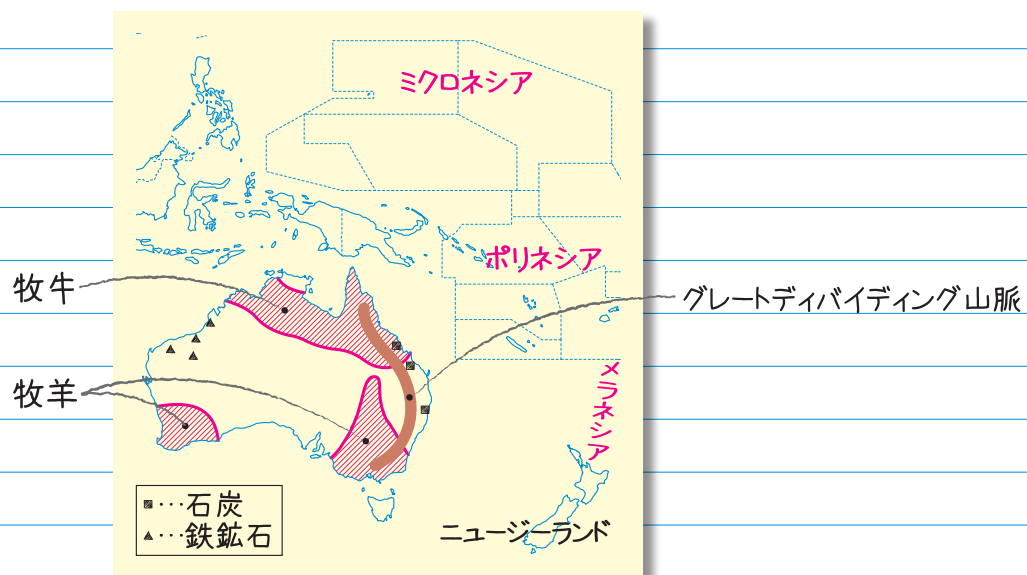 ミクロネシア
ポリネシア
牧牛
グレートディバイディング山脈
メラネシア
牧羊
■…石炭
▲…鉄鉱石
ニュージーランド